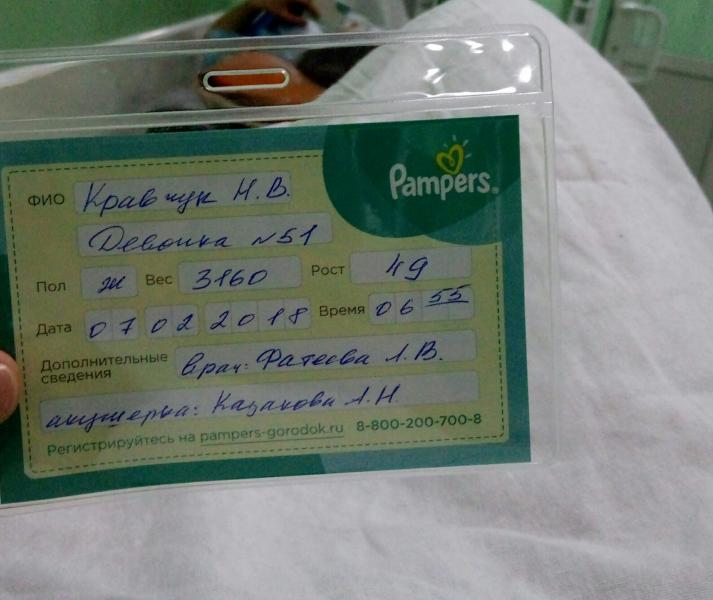 Pampers
ФИО Кравчук Н.В.
Девочка №51
Пол ж Вес 3160 Рост 49
Дата 07 02 2018 Время 06 55
Дополнительные сведения врач: Фатеева Л.В.
акушерка: Казакова Л.Н
Регистрируйтесь на pampers-gorodok.ru 8-800-200-700-8